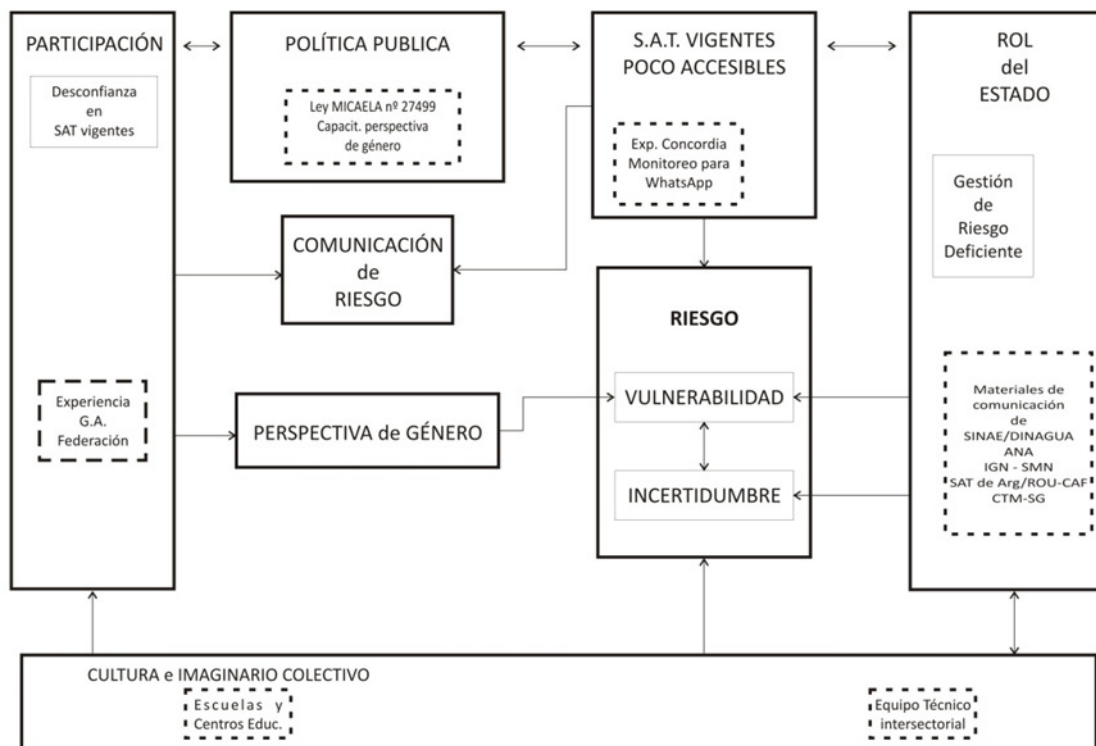 PARTICIPACIÓN
Desconfianza
en
SAT vigentes
Experiencia
G.A.
Federación
POLÍTICA PUBLICA
Ley MICAELA nº 27499
Capacit. perspectiva
de género
S.A.T. VIGENTES
POCO ACCESIBLES
Exp. Concordia
Monitoreo para
WhatsApp
ROL
del
ESTADO
Gestión
de
Riesgo
Deficiente
Materiales de
comunicación
de
SINAE/DINAGUA
ANA
IGN - SMN
SAT de Arg/ROU-CAF
CTM-SG
COMUNICACIÓN
de
RIESGO
PERSPECTIVA de GÉNERO
RIESGO
VULNERABILIDAD
INCERTIDUMBRE
CULTURA e IMAGINARIO COLECTIVO
Escuelas y
Centros Educ.
Equipo Técnico
intersectorial